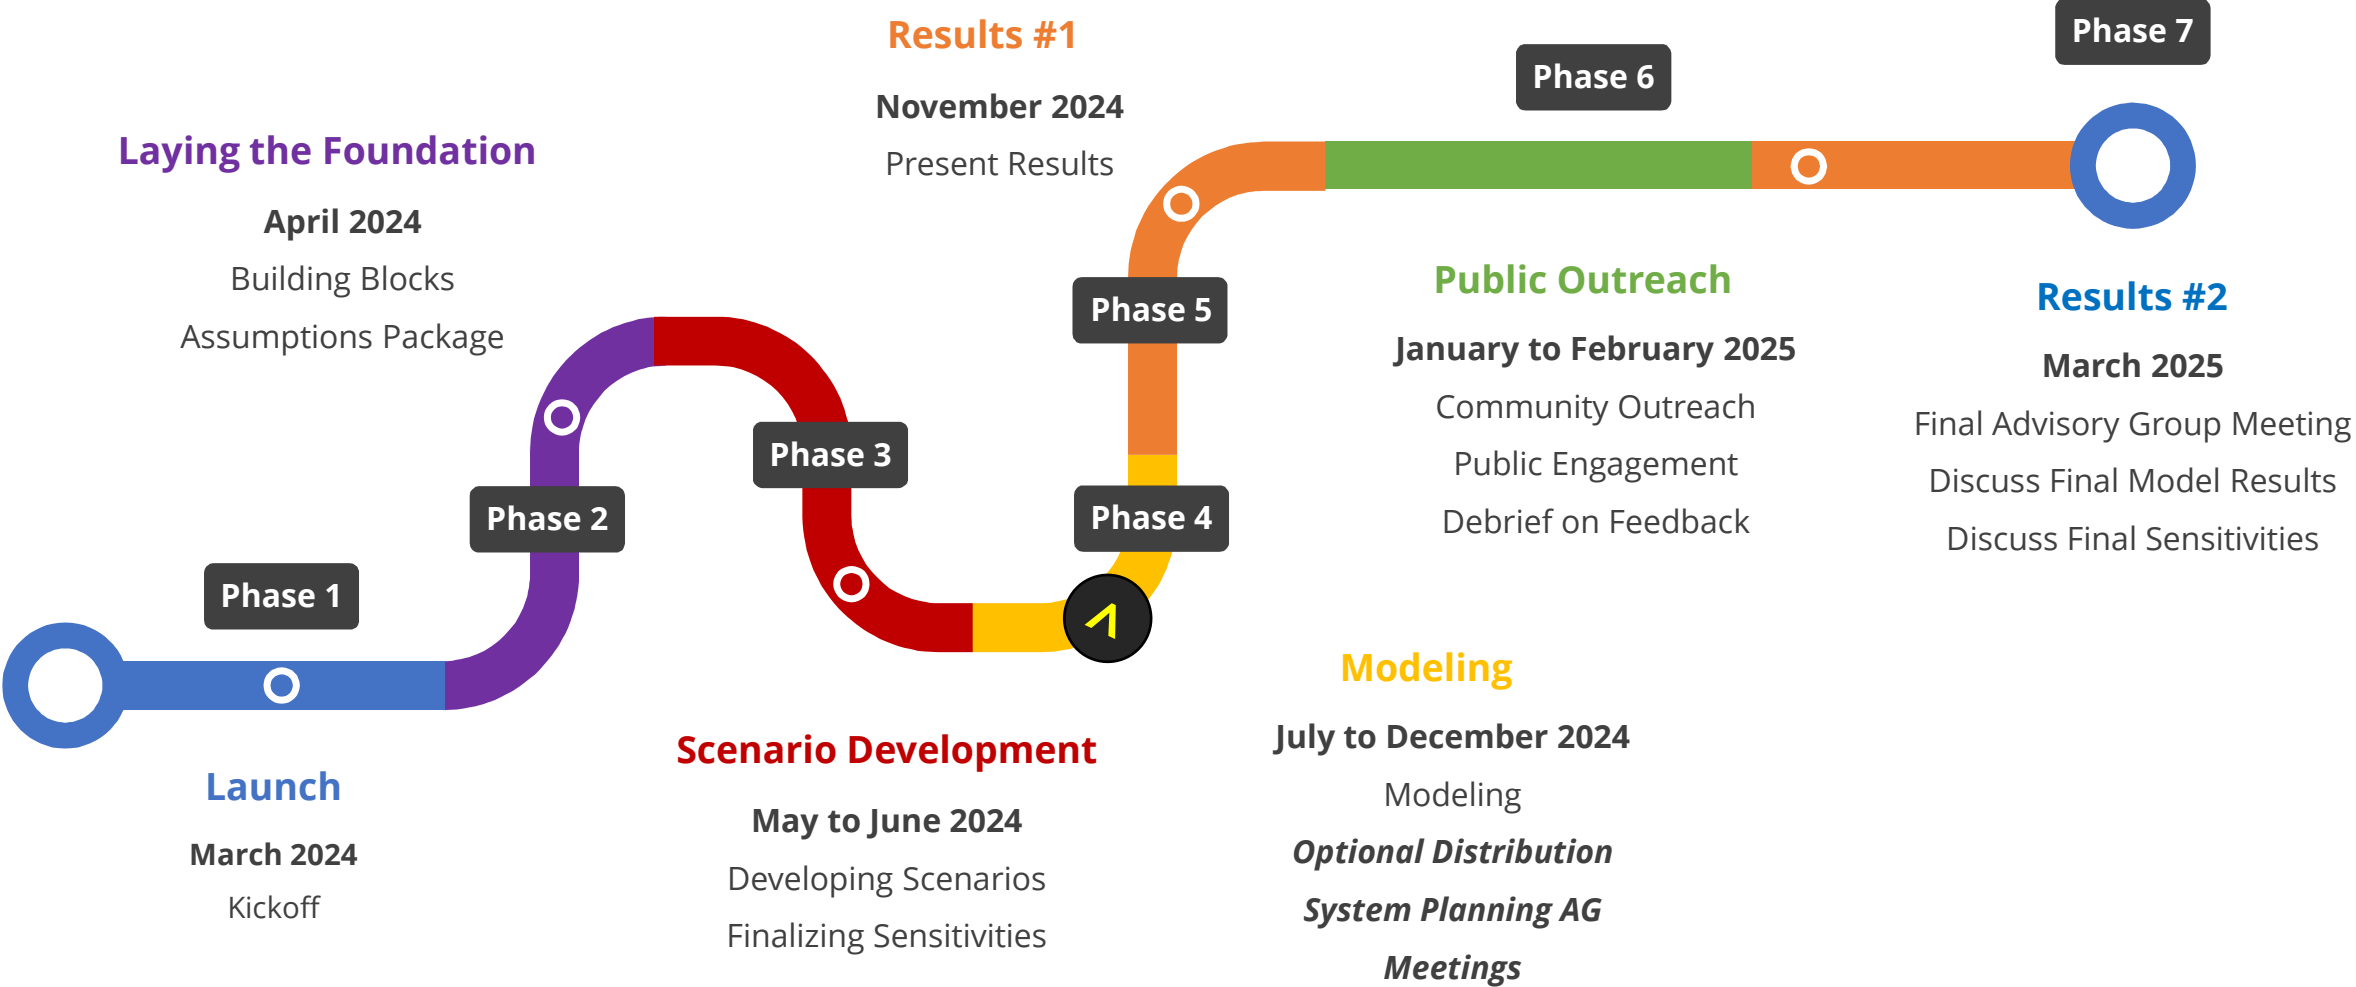 Phase 1
Launch
March 2024
Kickoff
Phase 2
Laying the Foundation
April 2024
Building Blocks
Assumptions Package
Phase 3
Scenario Development
May to June 2024
Developing Scenarios
Finalizing Sensitivities
Phase 4
Modeling
July to December 2024
Modeling
Optional Distribution
System Planning AG
Meetings
Phase 5
Results #1
November 2024
Present Results
Phase 6
Public Outreach
January to February 2025
Community Outreach
Public Engagement
Debrief on Feedback
Phase 7
Results #2
March 2025
Final Advisory Group Meeting
Discuss Final Model Results
Discuss Final Sensitivities